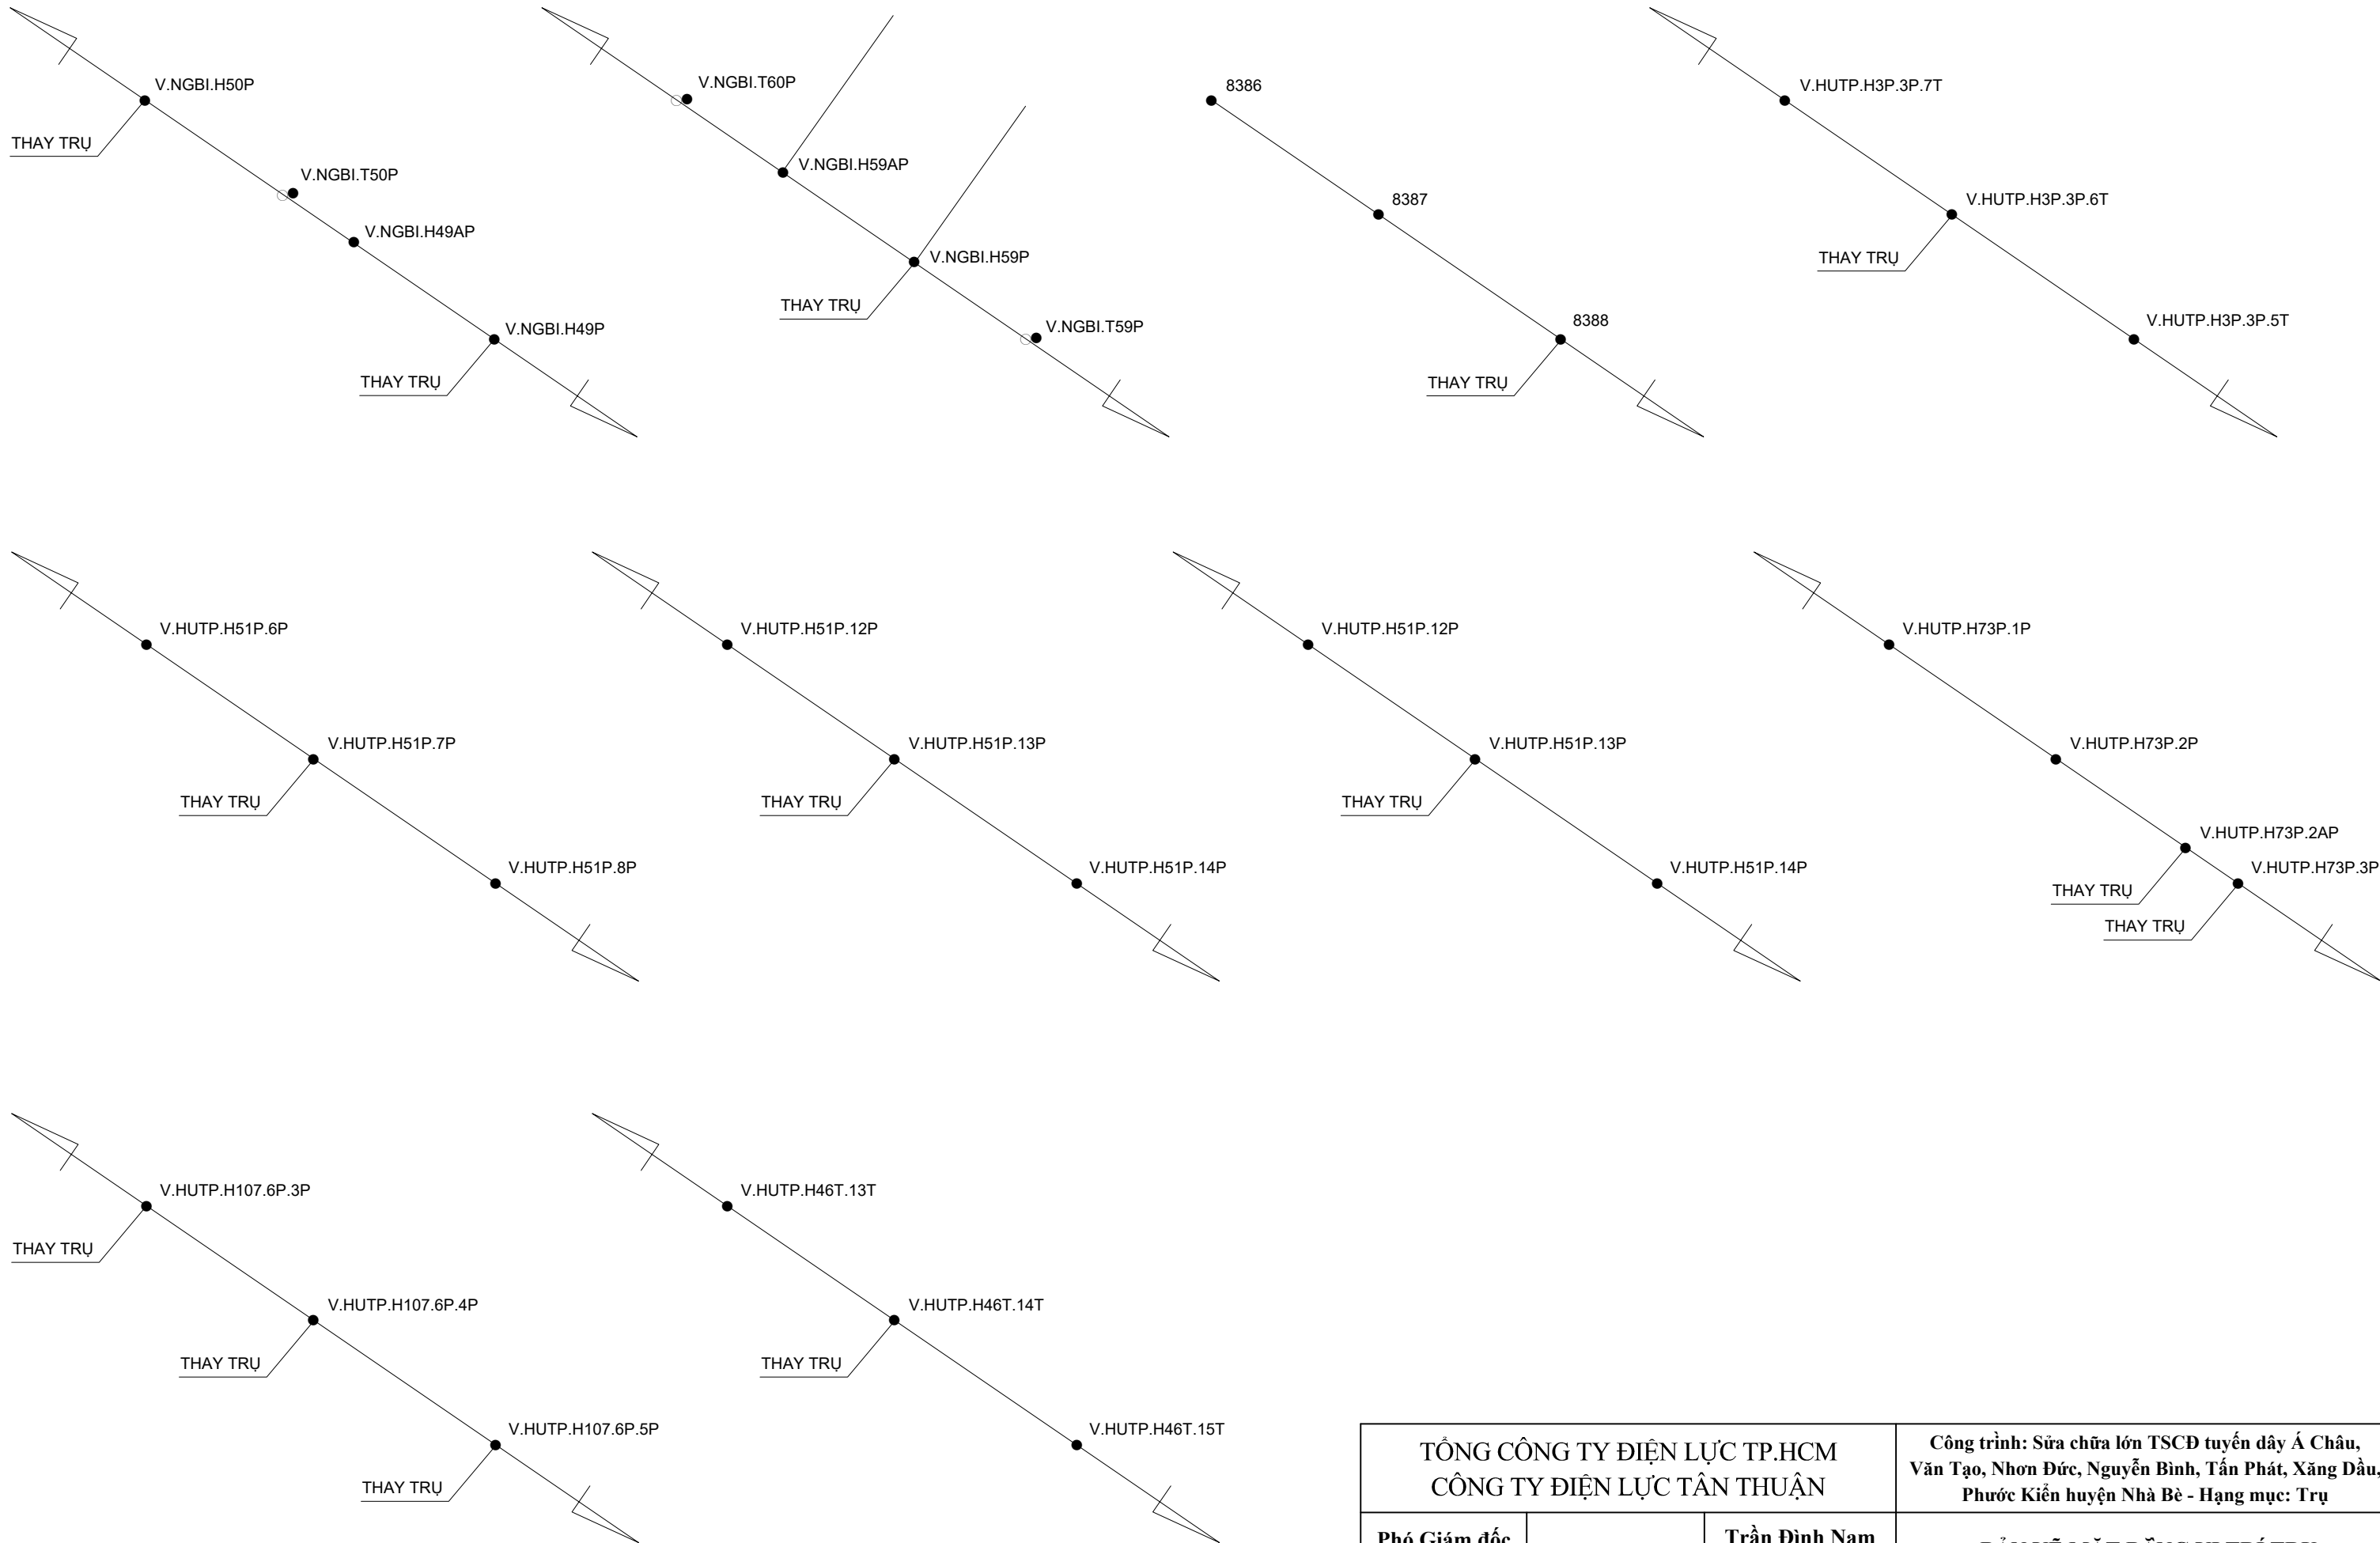 V.NGBI.H50P
THAY TRỤ
V.NGBI.T50P
V.NGBI.H49AP
V.NGBI.H49P
THAY TRỤ
V.NGBI.T60P
V.NGBI.H59AP
V.NGBI.H59P
THAY TRỤ
V.NGBI.T59P
8386
8387
8388
THAY TRỤ
V.HUTP.H3P.3P.7T
V.HUTP.H3P.3P.6T
THAY TRỤ
V.HUTP.H3P.3P.5T
V.HUTP.H51P.6P
V.HUTP.H51P.7P
THAY TRỤ
V.HUTP.H51P.8P
V.HUTP.H51P.12P
V.HUTP.H51P.13P
THAY TRỤ
V.HUTP.H51P.14P
V.HUTP.H51P.12P
V.HUTP.H51P.13P
THAY TRỤ
V.HUTP.H51P.14P
V.HUTP.H73P.1P
V.HUTP.H73P.2P
V.HUTP.H73P.2AP
THAY TRỤ
V.HUTP.H73P.3P
THAY TRỤ
V.HUTP.H107.6P.3P
THAY TRỤ
V.HUTP.H107.6P.4P
THAY TRỤ
V.HUTP.H107.6P.5P
THAY TRỤ
V.HUTP.H46T.13T
V.HUTP.H46T.14T
THAY TRỤ
V.HUTP.H46T.15T
TỔNG CÔNG TY ĐIỆN LỰC TP.HCM
CÔNG TY ĐIỆN LỰC TÂN THUẬN
Công trình: Sửa chữa lớn TSCĐ tuyến dây Á Châu,
Văn Tạo, Nhơn Đức, Nguyễn Bình, Tấn Phát, Xăng Dầu,
Phước Kiển huyện Nhà Bè - Hạng mục: Trụ
Phó Giám đốc
Trần Đình Nam